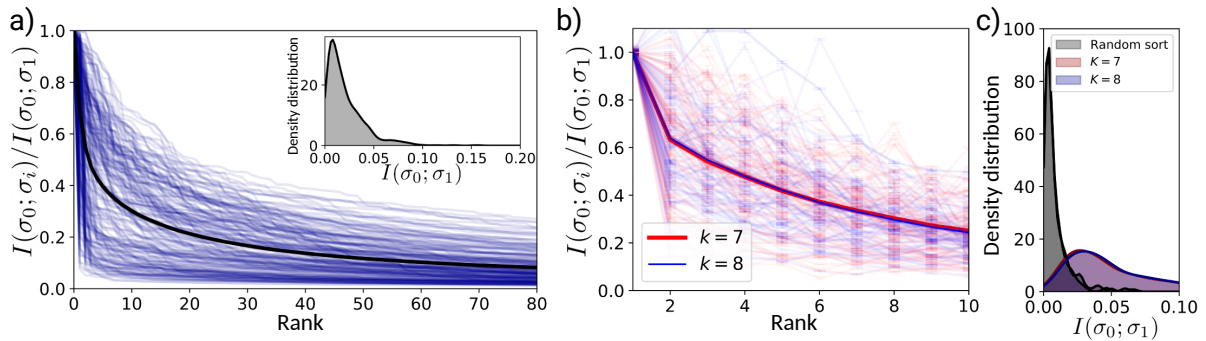 a)
I(σ₀; σᵢ)/I(σ₀; σ₁)
1.0
0.8
0.6
0.4
0.2
0.0
0 10 20 30 40 50 60 70 80
Rank
Density distribution
20
0
0.00 0.05 0.10 0.15 0.20
I(σ₀; σ₁)
b)
I(σ₀; σᵢ)/I(σ₀; σ₁)
1.0
0.8
0.6
0.4
0.2
0.0
2 4 6 8 10
Rank
k = 7
k = 8
c)
Density distribution
100
80
60
40
20
0
0.00 0.05 0.10
I(σ₀; σ₁)
Random sort
K = 7
K = 8